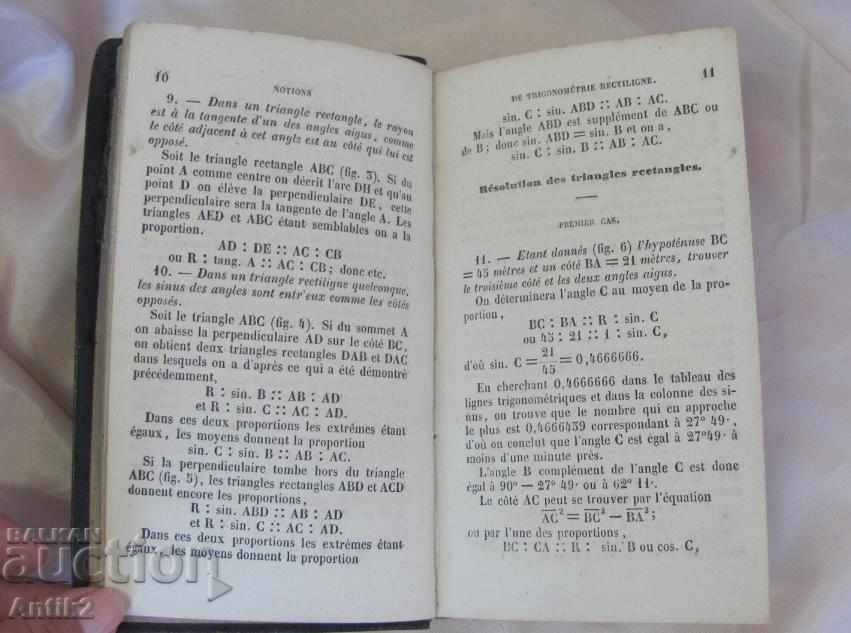 10
NOTIONS
9. — Dans un triangle rectangle, le rayon
est à la tangente d'un des angles aigus, comme
le côté adjacent à cet angle est au côté qui lui est
opposé.
Soit le triangle rectangle ABC (fig. 3). Si du
point A comme centre on décrit l'arc DH et qu'au
point D on élève la perpendiculaire DE, cette
perpendiculaire sera la tangente de l'angle A. Les
triangles AED et ABC étant semblables on a la
proportion.
AD : DE :: AC : CB
ou R : tang. A :: AC : CB; donc etc.
10. — Dans un triangle rectiligne quelconque,
les sinus des angles sont entr'eux comme les côtés
opposés.
Soit le triangle ABC (fig. 4). Si du sommet A
on abaisse la perpendiculaire AD sur le côté BC,
on obtient deux triangles rectangles DAB et DAC
dans lesquels on a d'après ce qui a été démontré
précédemment,
R : sin. B :: AB : AD
et R : sin. C :: AC : AD.
Dans ces deux proportions les extrêmes étant
égaux, les moyens donnent la proportion
sin. C : sin. B :: AB : AC.
Si la perpendiculaire tombe hors du triangle
ABC (fig. 5), les triangles rectangles ABD et ACD
donnent encore les proportions,
R : sin. ABD :: AB : AD
et R : sin. C :: AC : AD.
Dans ces deux proportions les extrêmes étant
égaux, les moyens donnent la proportion
DE TRIGONOMÉTRIE RECTILIGNE.
11
sin. C : sin. ABD :: AB : AC.
Mais l'angle ABD est supplément de ABC ou
de B; donc sin. ABD = sin. B et on a,
sin. C : sin. B :: AB : AC.
Résolution des triangles rectangles.
PREMIER CAS.
11. — Etant donnés (fig. 6) l'hypoténuse BC
= 45 mètres et un côté BA = 21 mètres, trouver
le troisième côté et les deux angles aigus.
On déterminera l'angle C au moyen de la pro-
portion,
BC : BA :: R : sin. C
ou 45 : 21 :: 1 : sin. C,
d'où sin. C = 21/45 = 0,4666666.
En cherchant 0,4666666 dans le tableau des
lignes trigonométriques et dans la colonne des si-
nus, on trouve que le nombre qui en approche
le plus est 0,4666459 correspondant à 27° 49',
d'où on conclut que l'angle C est égal à 27° 49' à
moins d'une minute près.
L'angle B complément de l'angle C est donc
égal à 90° — 27° 49' ou à 62° 11'.
Le côté AC peut se trouver par l'équation
AC² = BC² — BA²;
ou par l'une des proportions,
BC : CA :: R : sin. B ou cos. C,
BALKAN
auction
Antik2